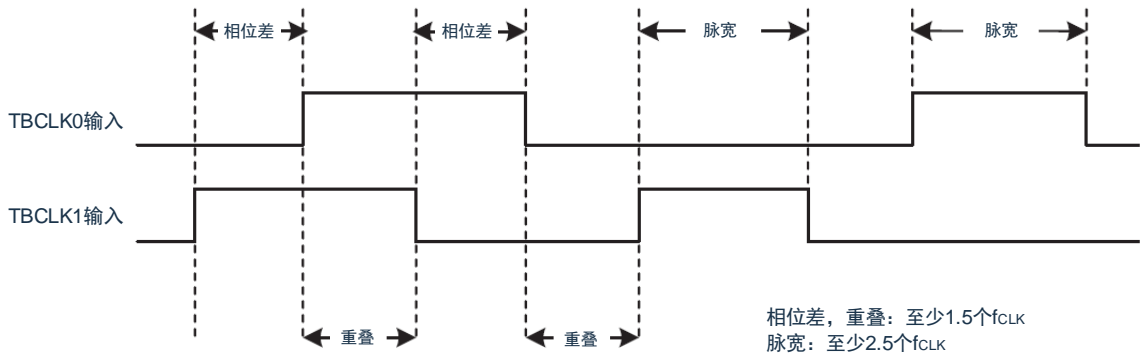 相位差
相位差
脉宽
脉宽
TBCLK0输入
TBCLK1输入
重叠
重叠
相位差，重叠：至少1.5个fCLK
脉宽：至少2.5个fCLK